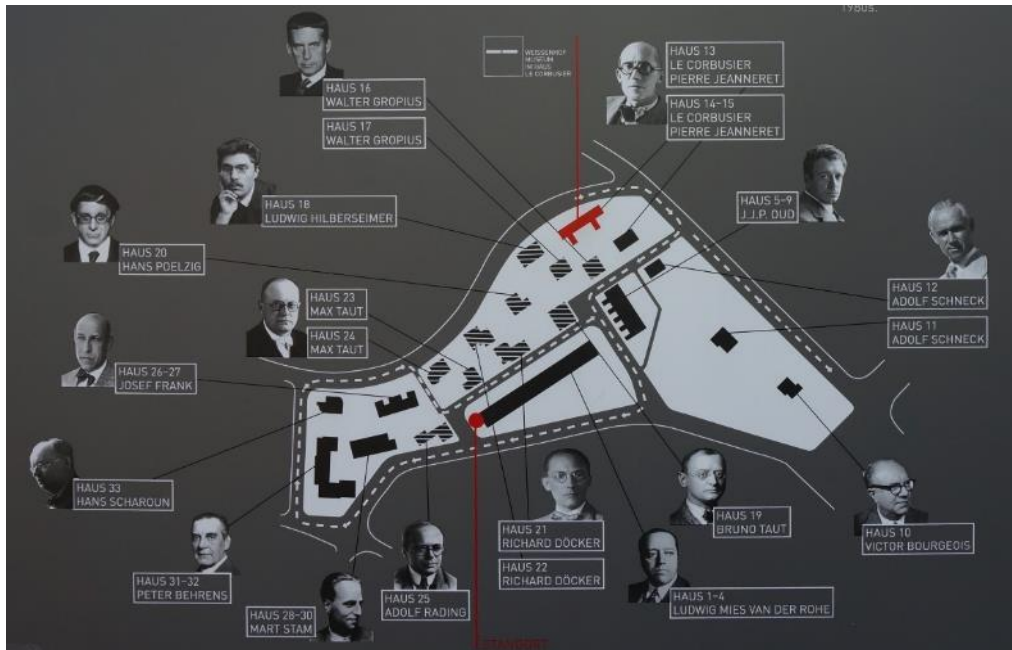 1980s.
WEISSENHOF
MUSEUM
IM HAUS
LE CORBUSIER
HAUS 13
LE CORBUSIER
PIERRE JEANNERET
HAUS 14–15
LE CORBUSIER
PIERRE JEANNERET
HAUS 16
WALTER GROPIUS
HAUS 17
WALTER GROPIUS
HAUS 18
LUDWIG HILBERSEIMER
HAUS 5–9
J.J.P. OUD
HAUS 20
HANS POELZIG
HAUS 12
ADOLF SCHNECK
HAUS 11
ADOLF SCHNECK
HAUS 23
MAX TAUT
HAUS 24
MAX TAUT
HAUS 26–27
JOSEF FRANK
HAUS 33
HANS SCHAROUN
HAUS 21
RICHARD DÖCKER
HAUS 22
RICHARD DÖCKER
HAUS 19
BRUNO TAUT
HAUS 10
VICTOR BOURGEOIS
HAUS 31–32
PETER BEHRENS
HAUS 25
ADOLF RADING
HAUS 1–4
LUDWIG MIES VAN DER ROHE
HAUS 28–30
MART STAM
STANDORT